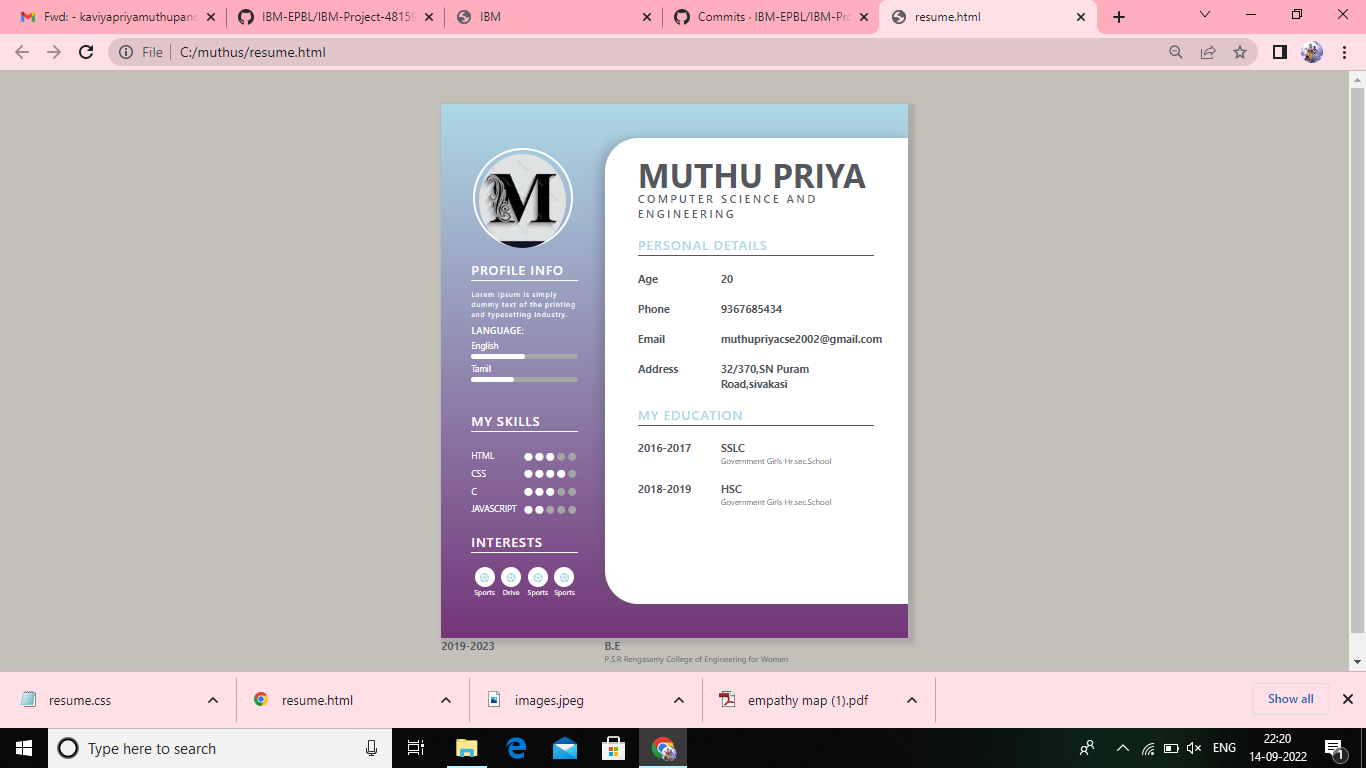 Fwd: - kaviyapriyamuthupand
IBM-EPBL/IBM-Project-48159
IBM
Commits · IBM-EPBL/IBM-Pro
resume.html
File
C:/muthus/resume.html
M
PROFILE INFO
Lorem Ipsum is simply
dummy text of the printing
and typesetting industry.
LANGUAGE:
English
Tamil
MY SKILLS
HTML
CSS
C
JAVASCRIPT
INTERESTS
Sports Drive Sports Sports
MUTHU PRIYA
COMPUTER SCIENCE AND
ENGINEERING
PERSONAL DETAILS
Age 20
Phone 9367685434
Email muthupriyacse2002@gmail.com
Address 32/370,SN Puram
Road,sivakasi
MY EDUCATION
2016-2017 SSLC
Government Girls Hr.sec.School
2018-2019 HSC
Government Girls Hr.sec.School
2019-2023 B.E
P.S.R Rengasamy College of Engineering for Women
resume.css
resume.html
images.jpeg
empathy map (1).pdf
Show all
Type here to search
ENG
22:20
14-09-2022
1